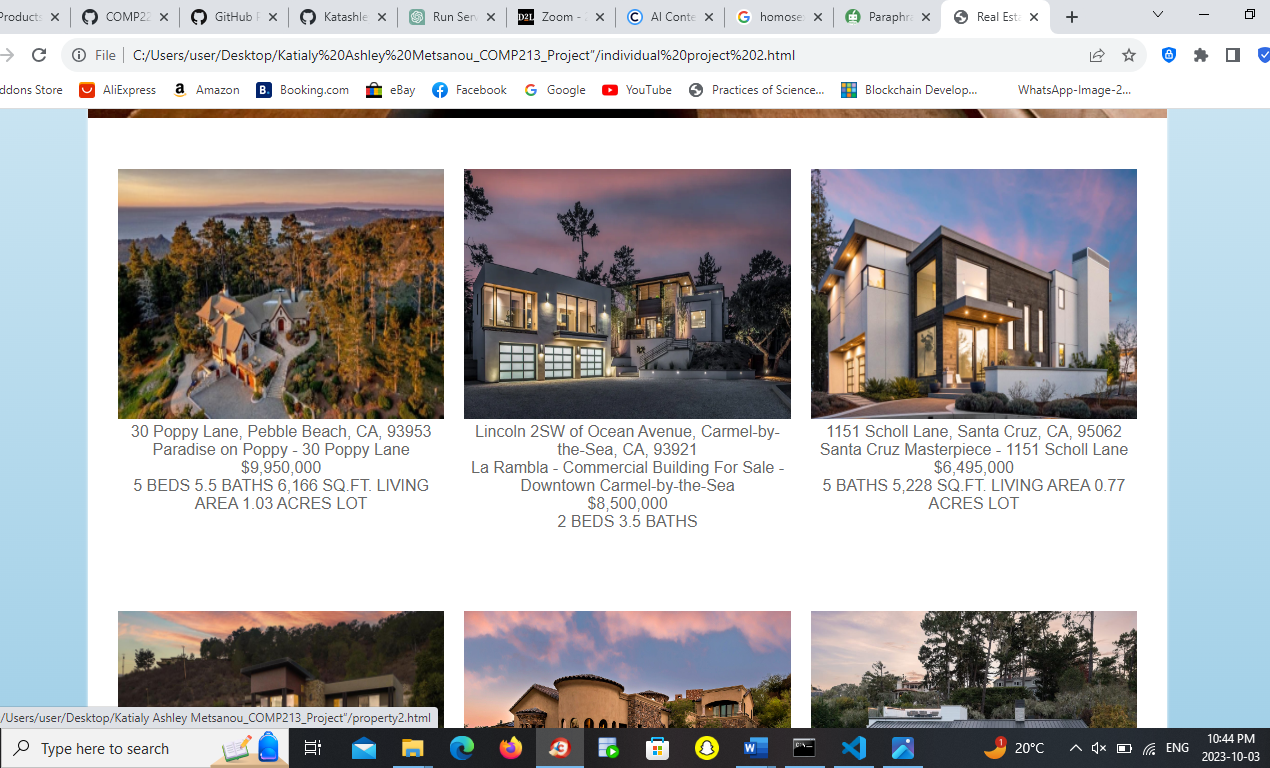 Products
COMP22
GitHub
Katashle
Run Serv
Zoom -
AI Conte
homose
Paraphra
Real Esta
File
C:/Users/user/Desktop/Katialy%20Ashley%20Metsanou_COMP213_Project"/individual%20project%202.html
ddons Store
AliExpress
Amazon
Booking.com
eBay
Facebook
Google
YouTube
Practices of Science...
Blockchain Develop...
WhatsApp-Image-2...
30 Poppy Lane, Pebble Beach, CA, 93953
Paradise on Poppy - 30 Poppy Lane
$9,950,000
5 BEDS 5.5 BATHS 6,166 SQ.FT. LIVING
AREA 1.03 ACRES LOT
Lincoln 2SW of Ocean Avenue, Carmel-by-
the-Sea, CA, 93921
La Rambla - Commercial Building For Sale -
Downtown Carmel-by-the-Sea
$8,500,000
2 BEDS 3.5 BATHS
1151 Scholl Lane, Santa Cruz, CA, 95062
Santa Cruz Masterpiece - 1151 Scholl Lane
$6,495,000
5 BATHS 5,228 SQ.FT. LIVING AREA 0.77
ACRES LOT
/Users/user/Desktop/Katialy Ashley Metsanou_COMP213_Project"/property2.html
Type here to search
1
20°C
ENG
10:44 PM
2023-10-03